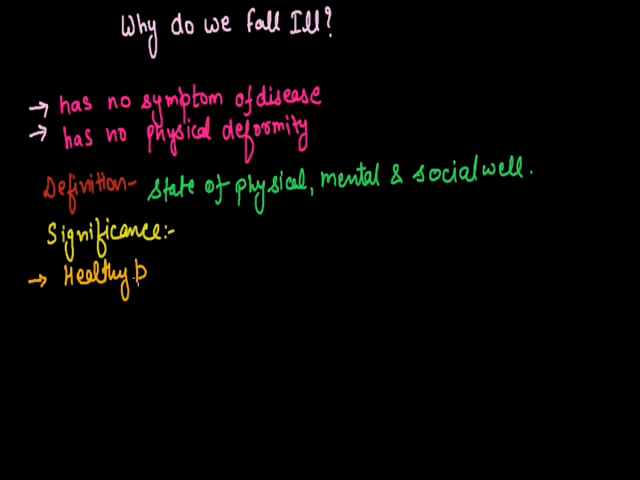 Why do we fall Ill?
→ has no symptom of disease
→ has no physical deformity
Definition- State of physical, mental & social well.
Significance:-
→ Healthy p